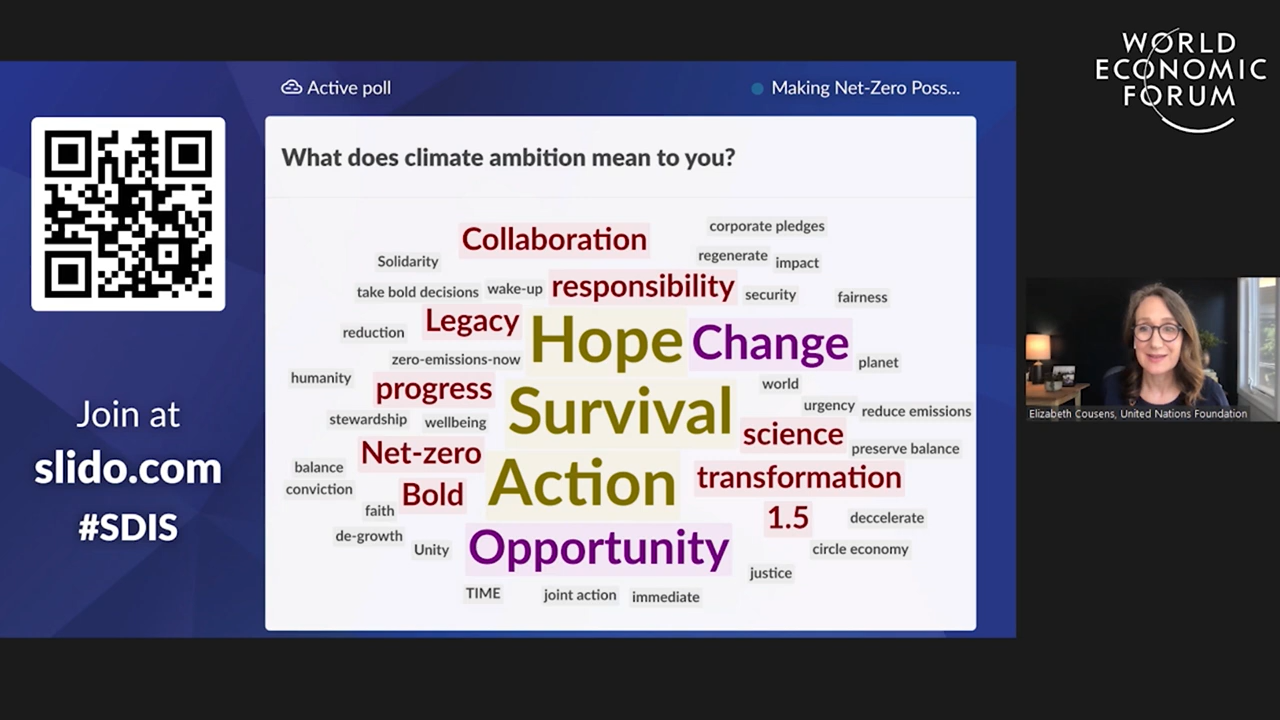 WORLD
ECONOMIC
FORUM
Active poll
Making Net-Zero Poss...
What does climate ambition mean to you?
Collaboration
corporate pledges
Solidarity
regenerate
impact
take bold decisions
wake-up
responsibility
security
fairness
reduction
Legacy
Hope
Change
zero-emissions-now
planet
humanity
progress
Survival
world
stewardship
wellbeing
urgency
reduce emissions
science
preserve balance
Net-zero
balance
conviction
Bold
Action
transformation
faith
1.5
deccelerate
de-growth
Unity
Opportunity
circle economy
justice
TIME
joint action
immediate
Join at
slido.com
#SDIS
Elizabeth Cousens, United Nations Foundation